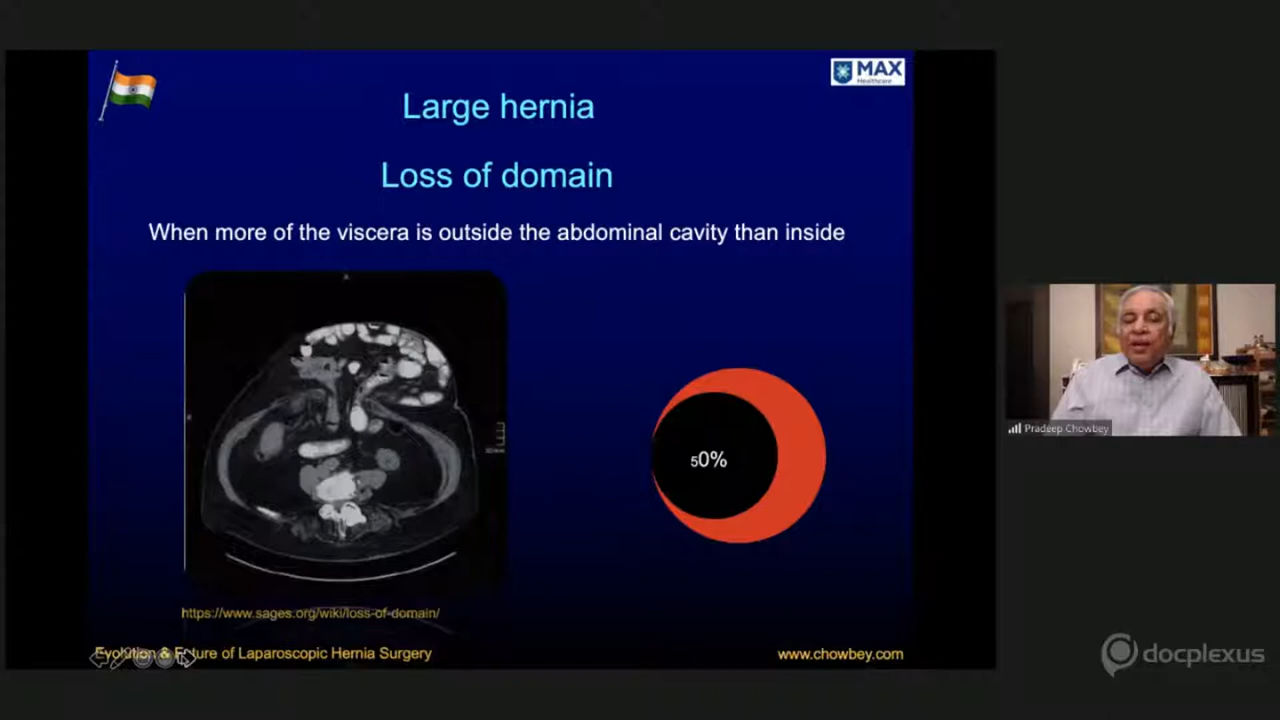 MAX
Healthcare
Large hernia
Loss of domain
When more of the viscera is outside the abdominal cavity than inside
50%
https://www.sages.org/wiki/loss-of-domain/
Evolution & Future of Laparoscopic Hernia Surgery
www.chowbey.com
Pradeep Chowbey
docplexus